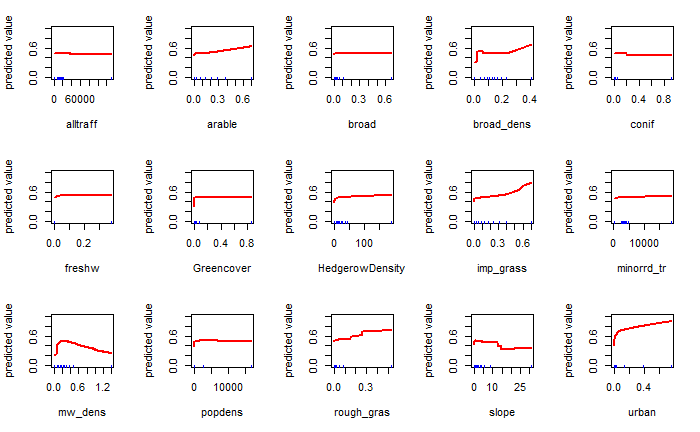 predicted value
0.0 0.6
0 60000
alltraff
predicted value
0.0 0.6
0.0 0.3 0.6
arable
predicted value
0.0 0.6
0.0 0.3 0.6
broad
predicted value
0.0 0.6
0.0 0.2 0.4
broad_dens
predicted value
0.0 0.6
0.0 0.4 0.8
conif
predicted value
0.0 0.6
0.0 0.2
freshw
predicted value
0.0 0.6
0.0 0.4 0.8
Greencover
predicted value
0.0 0.6
0 100
HedgerowDensity
predicted value
0.0 0.6
0.0 0.3 0.6
imp_grass
predicted value
0.0 0.6
0 10000
minorrd_tr
predicted value
0.0 0.6
0.0 0.6 1.2
mw_dens
predicted value
0.0 0.6
0 10000
popdens
predicted value
0.0 0.6
0.0 0.3
rough_gras
predicted value
0.0 0.6
0 10 25
slope
predicted value
0.0 0.6
0.0 0.4
urban